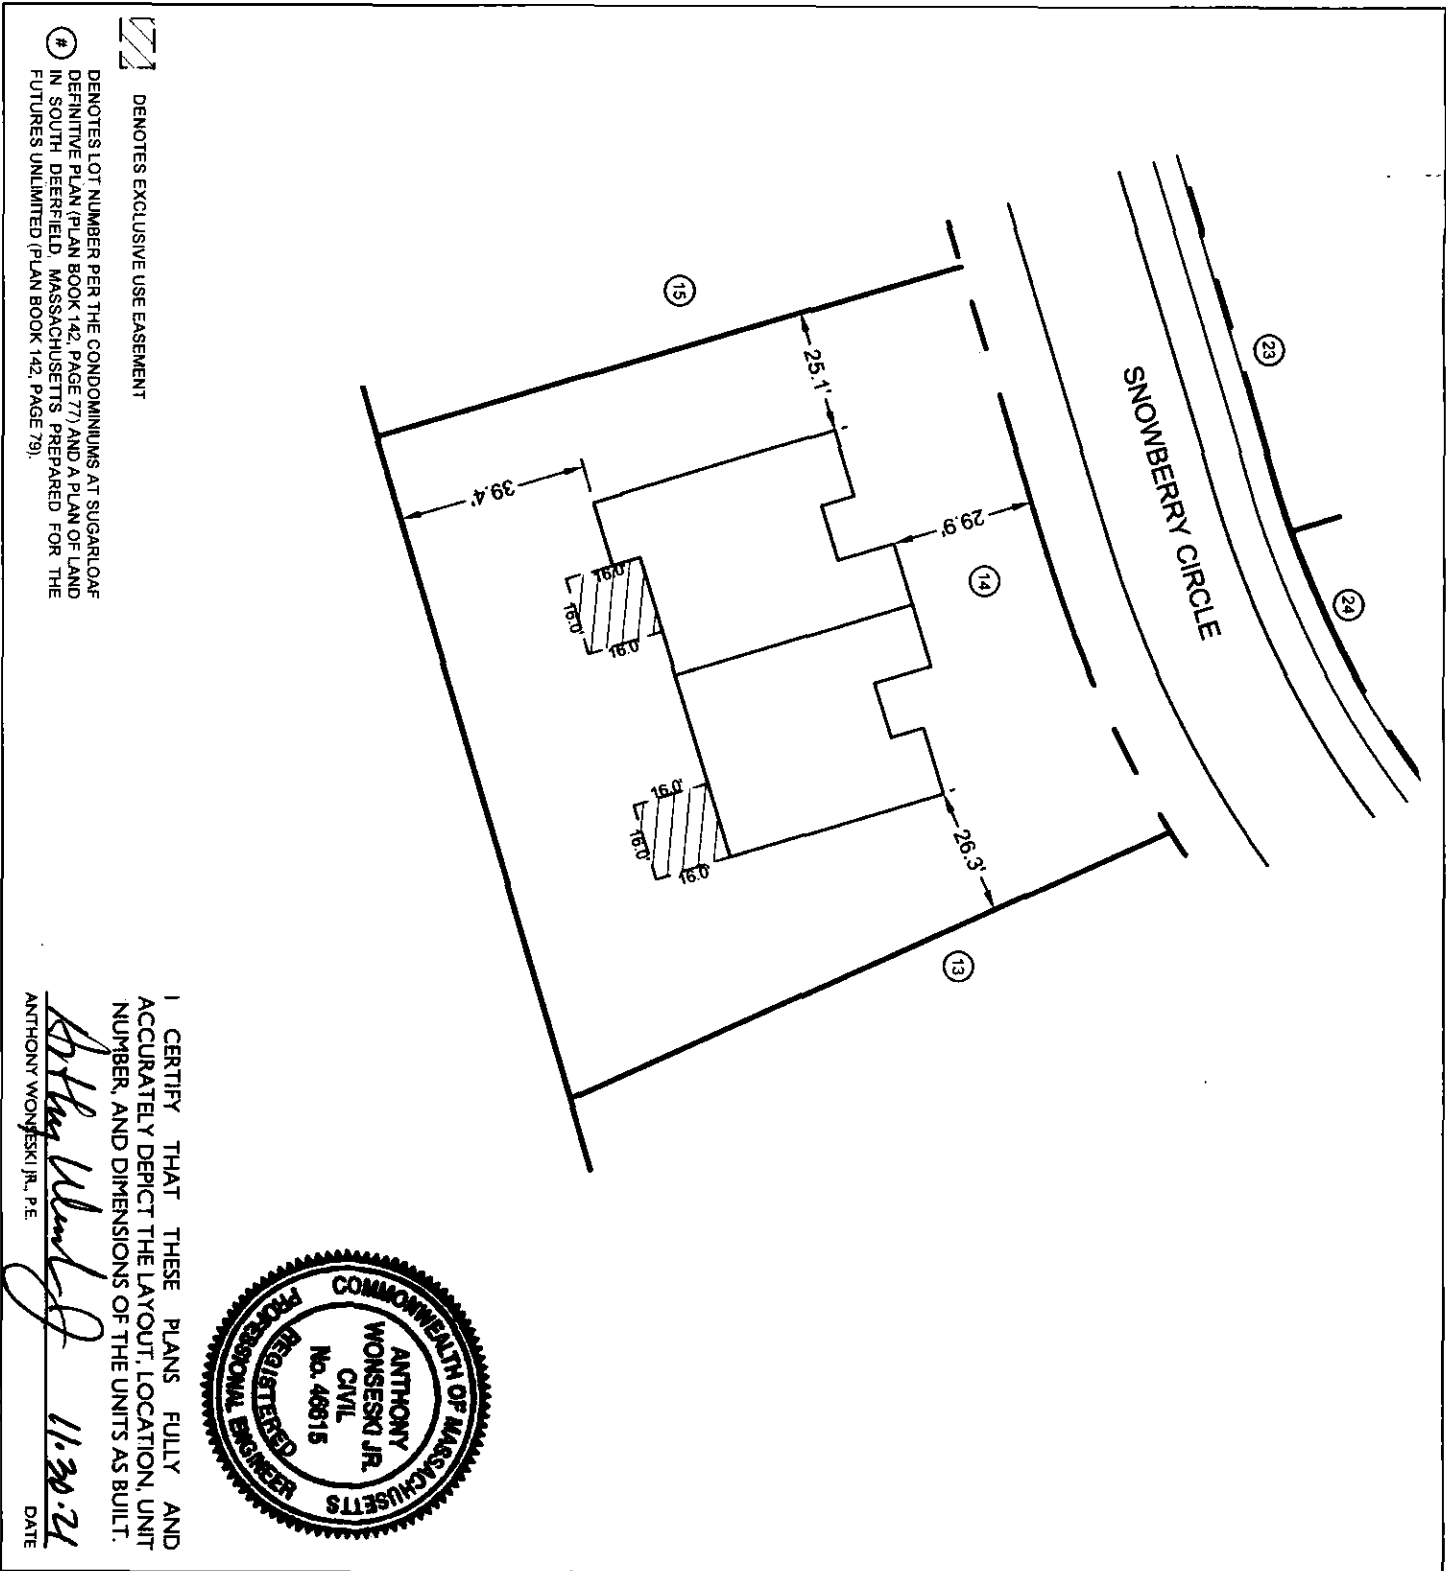 SNOWBERRY CIRCLE
23
24
15
14
13
25.1'
29.9'
26.3'
39.4'
16.0'
16.0'
16.0'
16.0'
16.0'
16.0'
DENOTES EXCLUSIVE USE EASEMENT
#
DENOTES LOT NUMBER PER THE CONDOMINIUMS AT SUGARLOAF
DEFINITIVE PLAN (PLAN BOOK 142, PAGE 77) AND A PLAN OF LAND
IN SOUTH DEERFIELD, MASSACHUSETTS PREPARED FOR THE
FUTURES UNLIMITED (PLAN BOOK 142, PAGE 79).
COMMONWEALTH OF MASSACHUSETTS
ANTHONY
WONSESKI JR.
CIVIL
No. 46615
REGISTERED
PROFESSIONAL ENGINEER
I CERTIFY THAT THESE PLANS FULLY AND
ACCURATELY DEPICT THE LAYOUT, LOCATION, UNIT
NUMBER, AND DIMENSIONS OF THE UNITS AS BUILT.
11.30.21
ANTHONY WONSESKI JR., P.E.
DATE